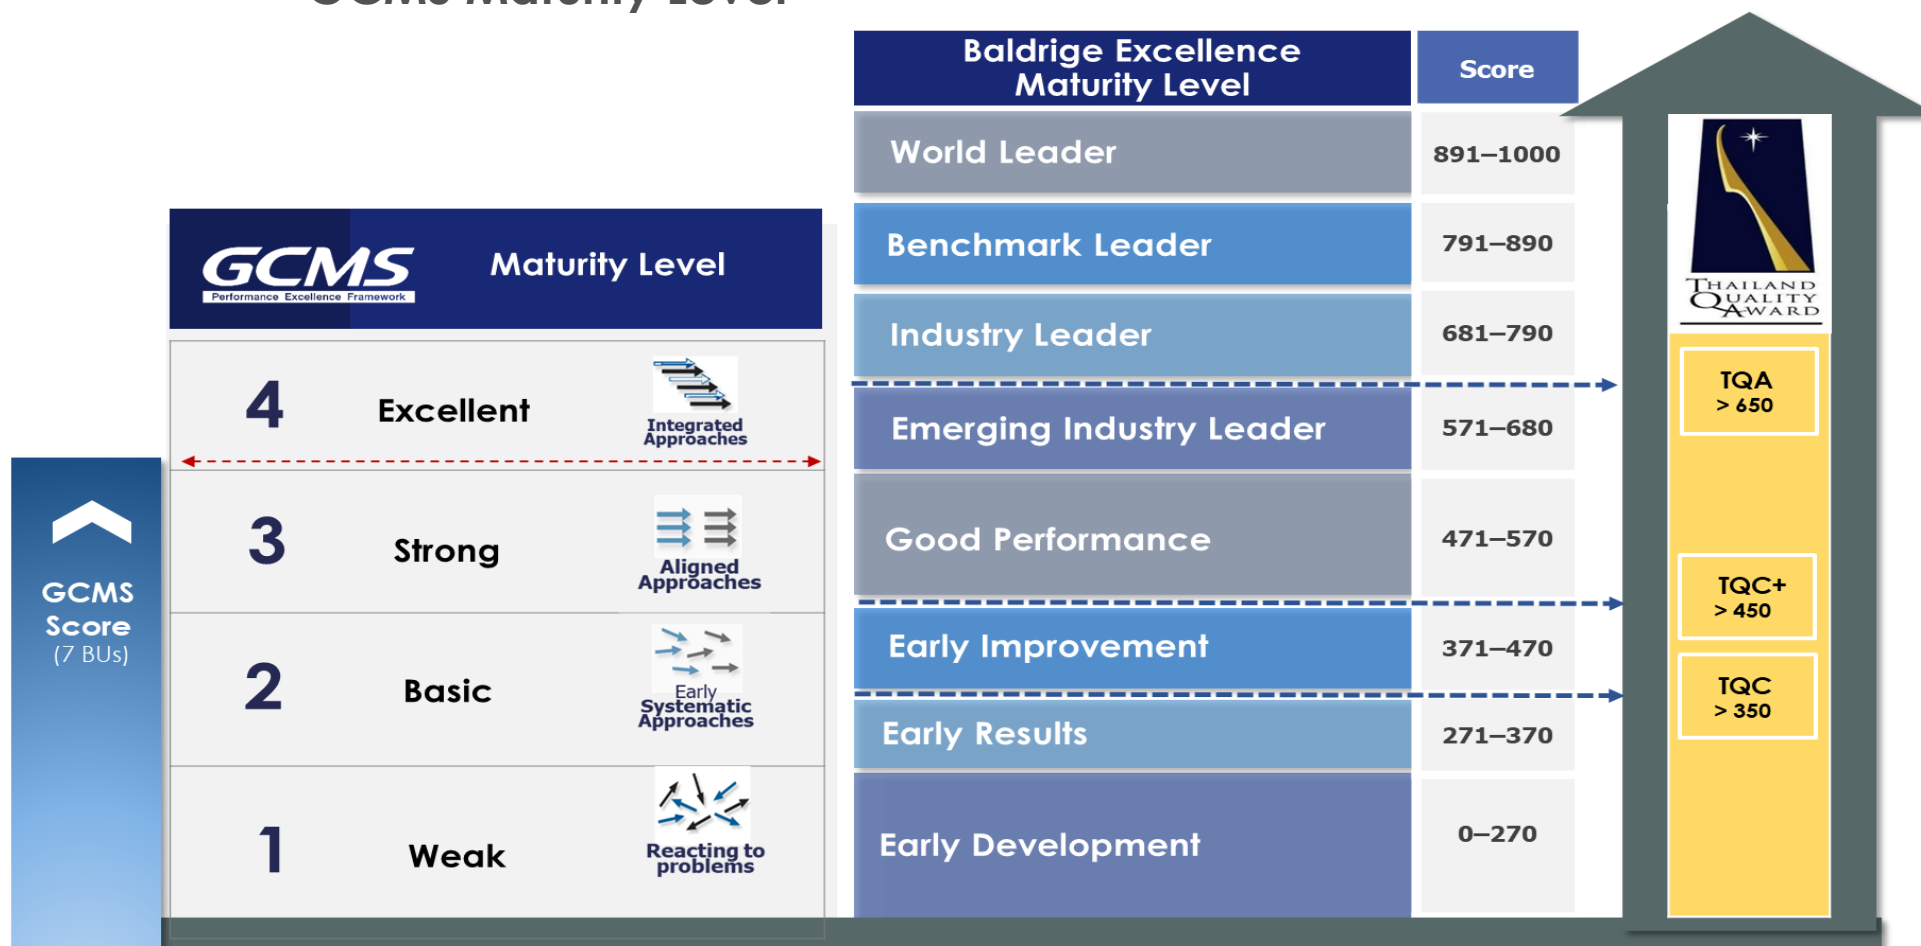 GCMS Maturity Level
Baldrige Excellence
Maturity Level
Score
World Leader
891–1000
Benchmark Leader
791–890
Industry Leader
681–790
Emerging Industry Leader
571–680
Good Performance
471–570
Early Improvement
371–470
Early Results
271–370
Early Development
0–270
GCMS
Performance Excellence Framework
Maturity Level
4
Excellent
Integrated
Approaches
3
Strong
Aligned
Approaches
2
Basic
Early
Systematic
Approaches
1
Weak
Reacting to
problems
GCMS
Score
(7 BUs)
THAILAND
QUALITY
AWARD
TQA
> 650
TQC+
> 450
TQC
> 350